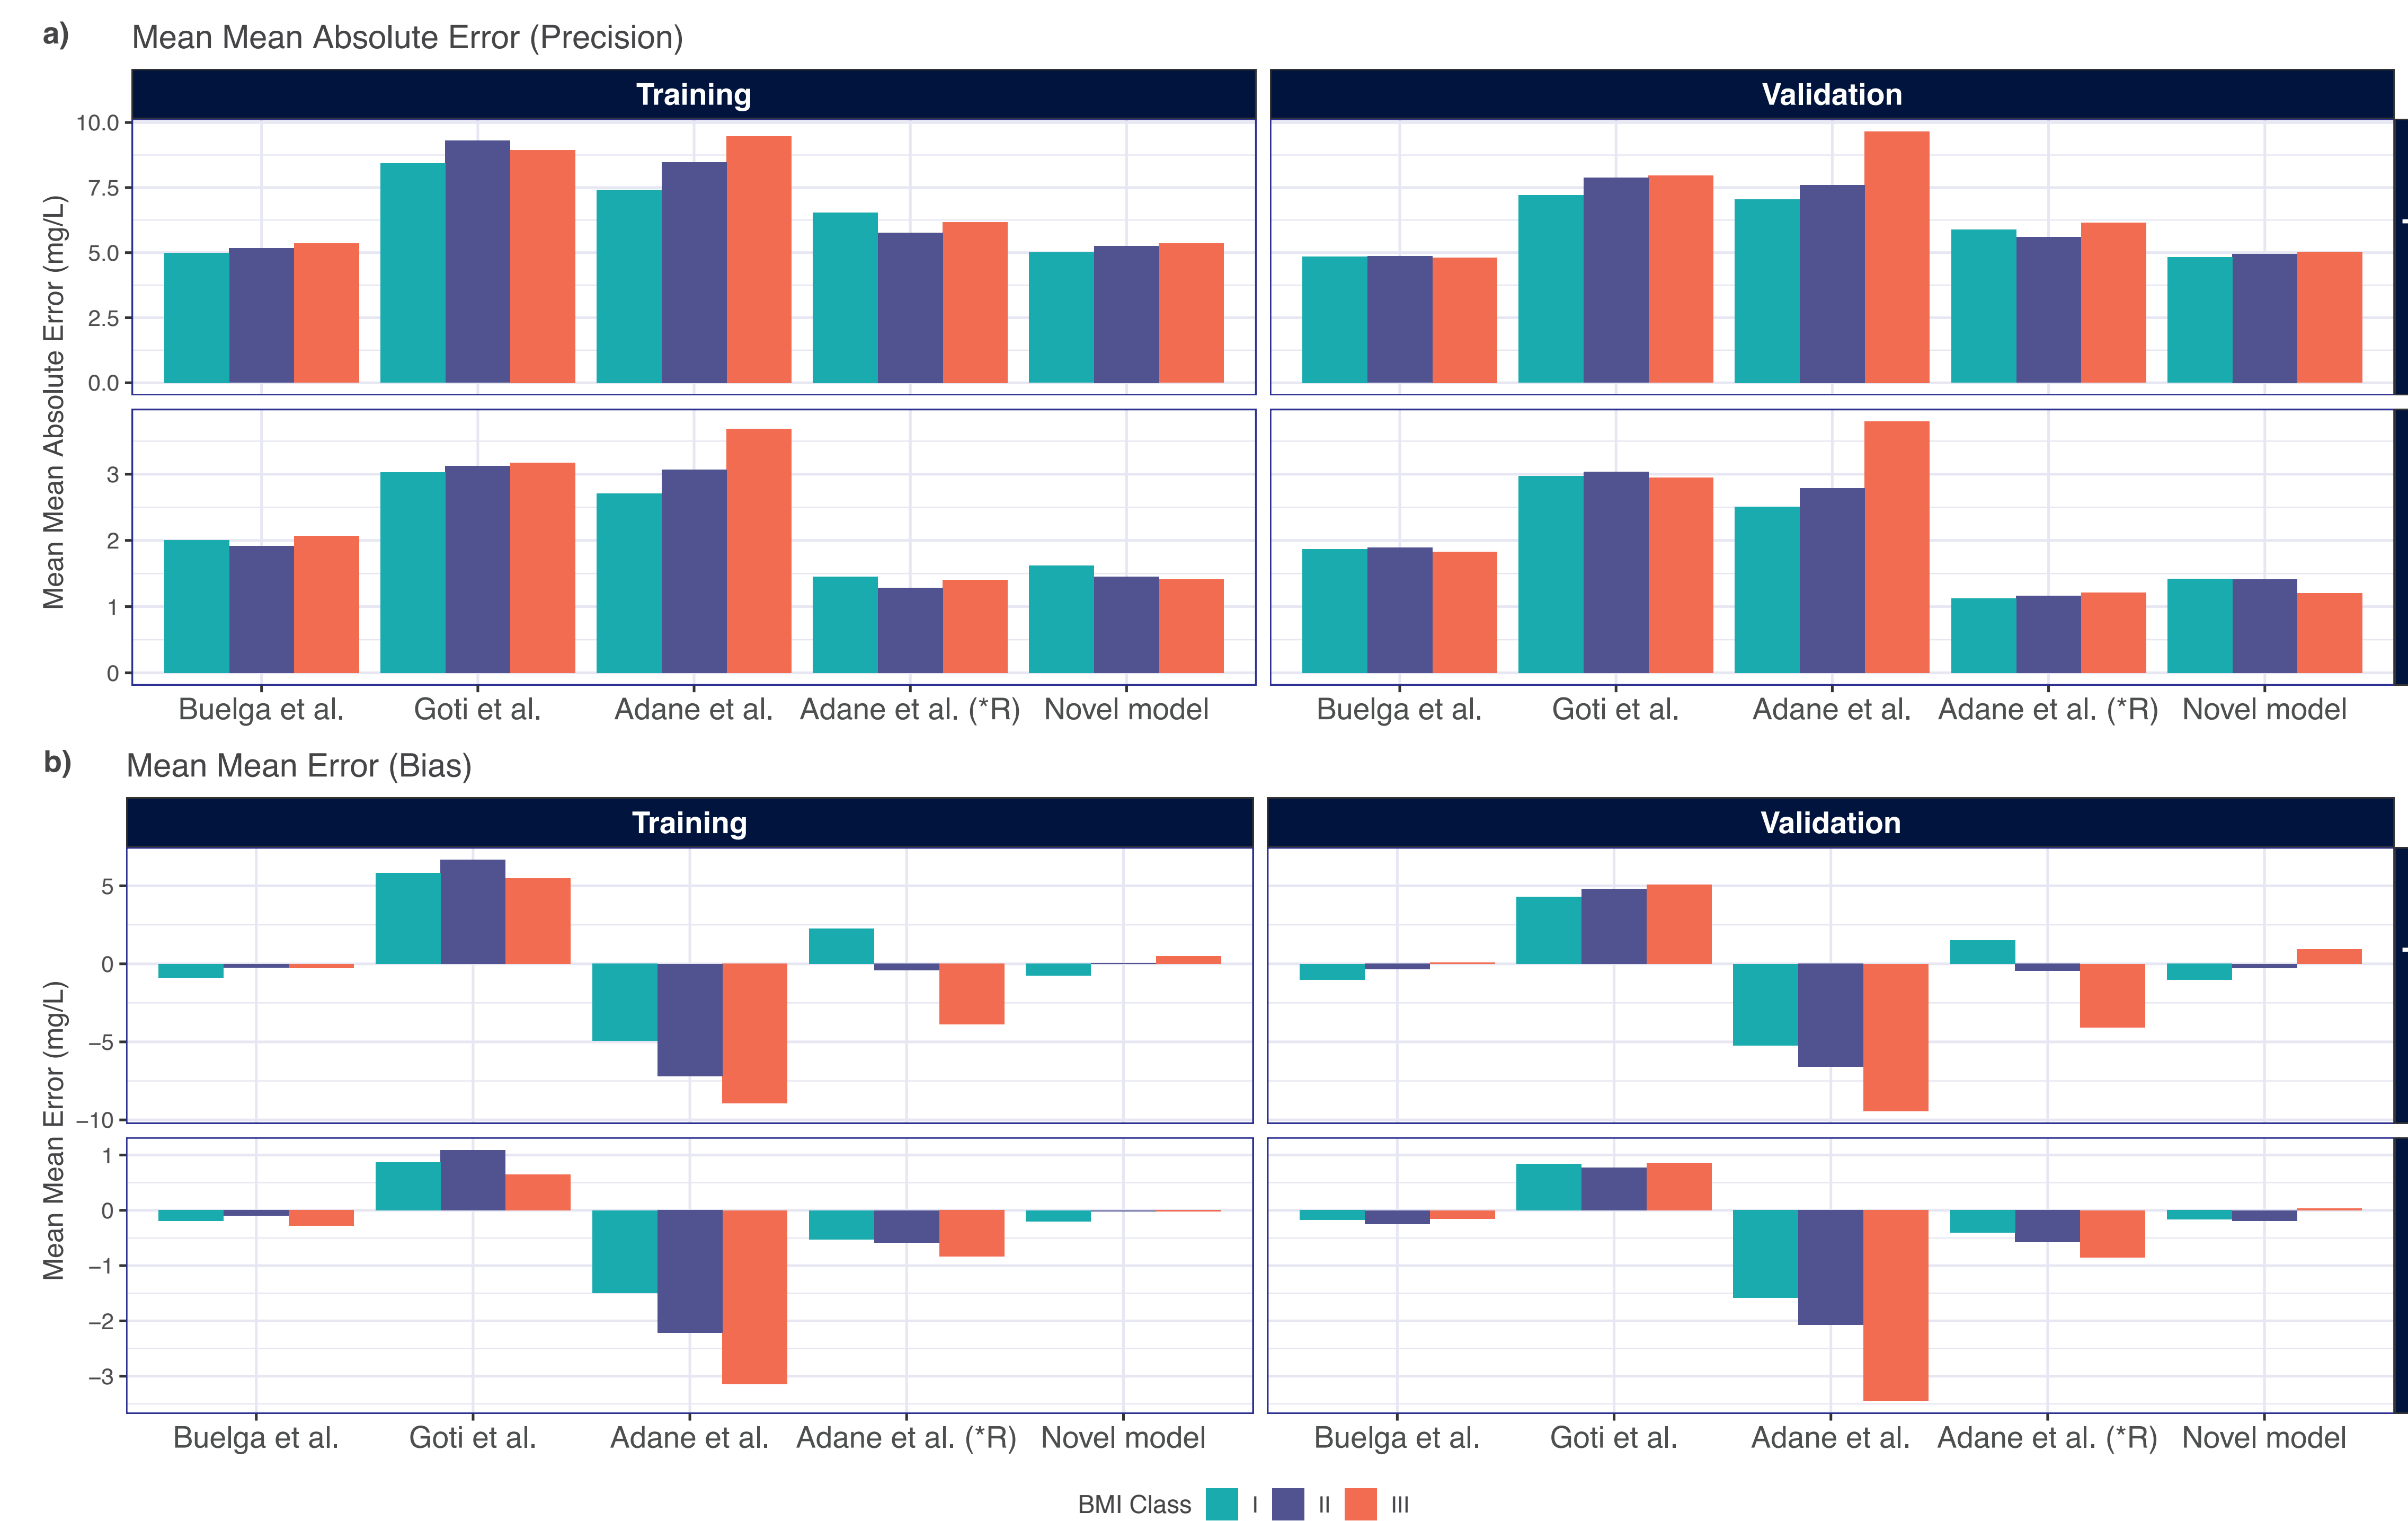 a) Mean Mean Absolute Error (Precision)
Training
Validation
Mean Mean Absolute Error (mg/L)
10.0
7.5
5.0
2.5
0.0
3
2
1
0
Buelga et al. Goti et al. Adane et al. Adane et al. (*R) Novel model
Buelga et al. Goti et al. Adane et al. Adane et al. (*R) Novel model
b) Mean Mean Error (Bias)
Training
Validation
Mean Mean Error (mg/L)
5
0
−5
−10
1
0
−1
−2
−3
Buelga et al. Goti et al. Adane et al. Adane et al. (*R) Novel model
Buelga et al. Goti et al. Adane et al. Adane et al. (*R) Novel model
BMI Class I II III